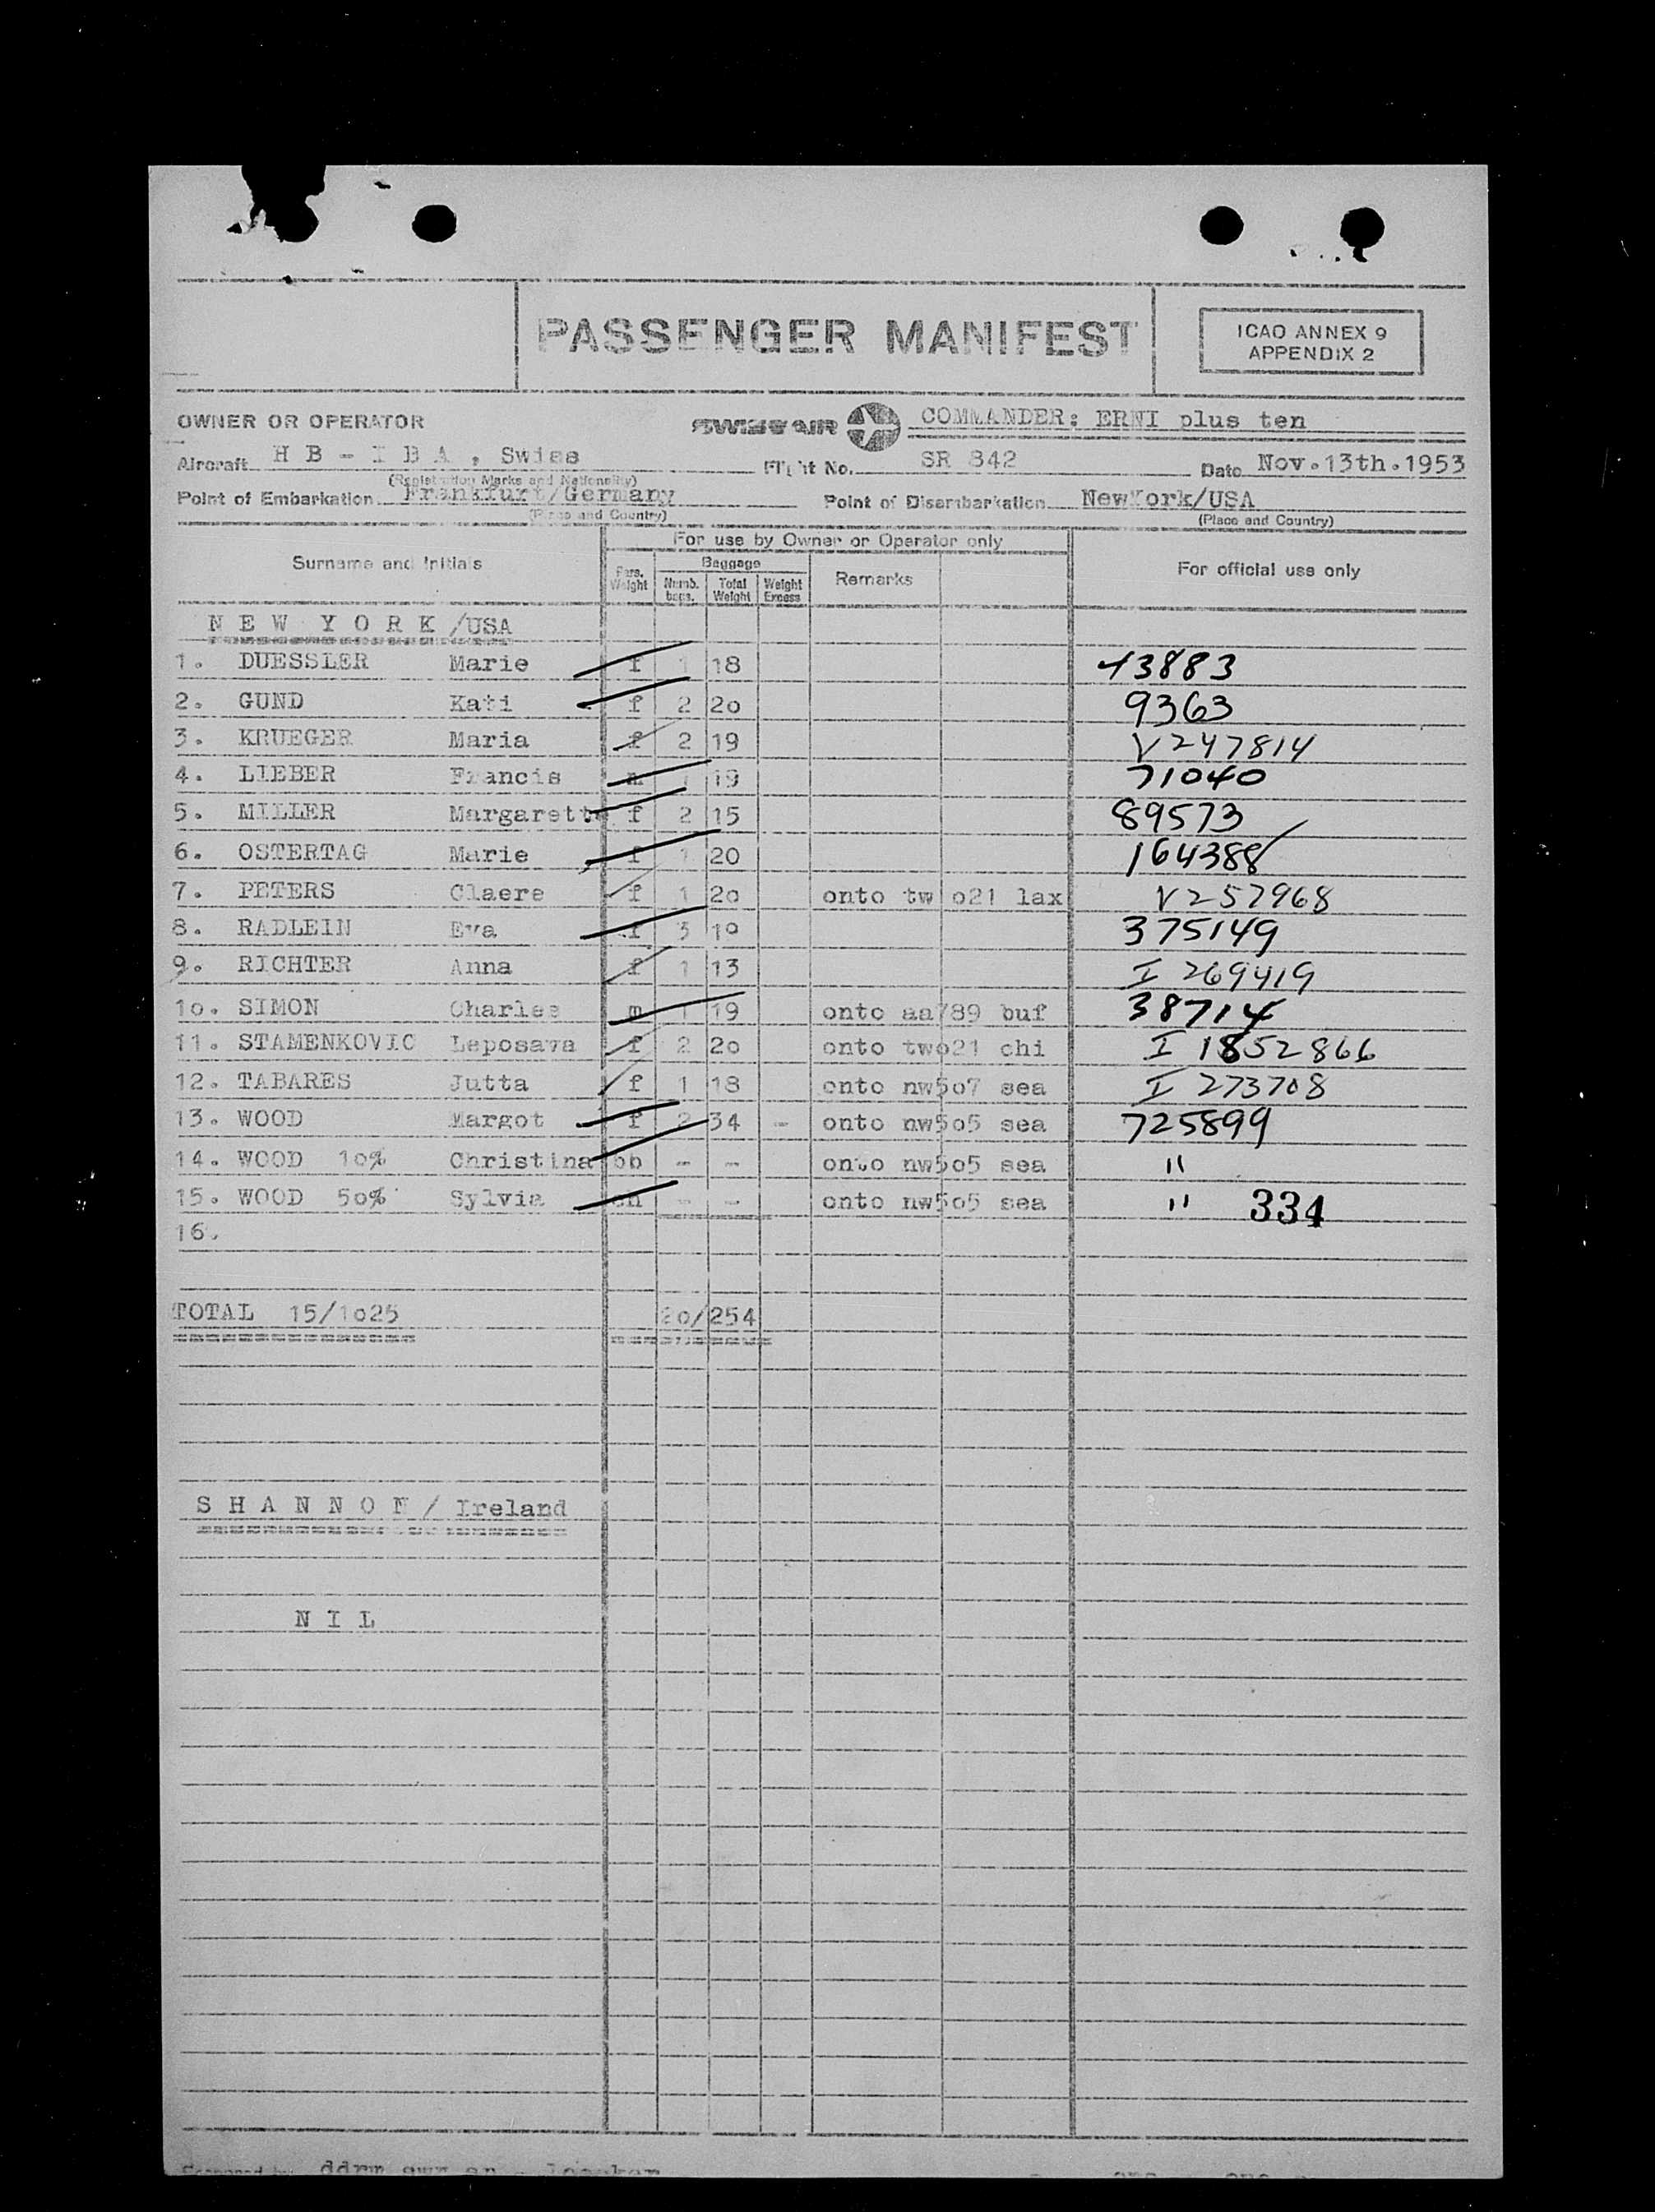 PASSENGER MANIFEST
ICAO ANNEX 9
APPENDIX 2
OWNER OR OPERATOR SWISSAIR COMMANDER: ERNI plus ten
Aircraft H B - I B A , Swiss Flight No. SR 842 Date Nov.13th.1953
(Registration Marks and Nationality)
Point of Embarkation Frankfurt/Germany Point of Disembarkation NewYork/USA
(Place and Country) (Place and Country)
For use by Owner or Operator only
Surname and Initials Pars. Weight Baggage Remarks For official use only
Numb. bags. Total Weight Weight Excess
N E W Y O R K /USA
1. DUESSLER Marie f 1 18 43883
2. GUND Kati f 2 2o 9363
3. KRUEGER Maria f 2 19 V 247814
4. LIEBER Francis m 1 19 71040
5. MILLER f 2 15 89573
6. OSTERTAG Marie f 1 20 164388
7. PETERS Claere f 1 2o onto tw o21 lax V 257968
8. RADLEIN Eva f 3 19 375149
9. RICHTER Anna f 1 13 I 269419
1o. SIMON Charles m 1 19 onto aa789 buf 38714
11. STAMENKOVIC Leposava f 2 2o onto two21 chi I 1852866
12. TABARES Jutta f 1 18 onto nw5o7 sea I 273708
13. WOOD Margot f 2 34 - onto nw5o5 sea 725899
14. WOOD 1o% Christina bb - - onto nw5o5 sea "
15. WOOD 5o% Sylvia ch - - onto nw5o5 sea " 334
16.
TOTAL 15/1o25 2o/254
S H A N N O N / Ireland
N I L